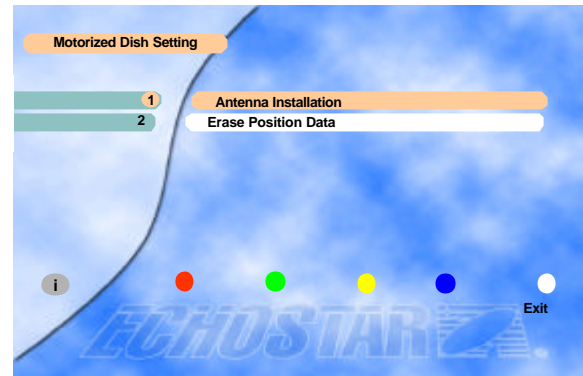 Motorized Dish Setting
1 Antenna Installation
2 Erase Position Data
i
Exit
ECHOSTAR